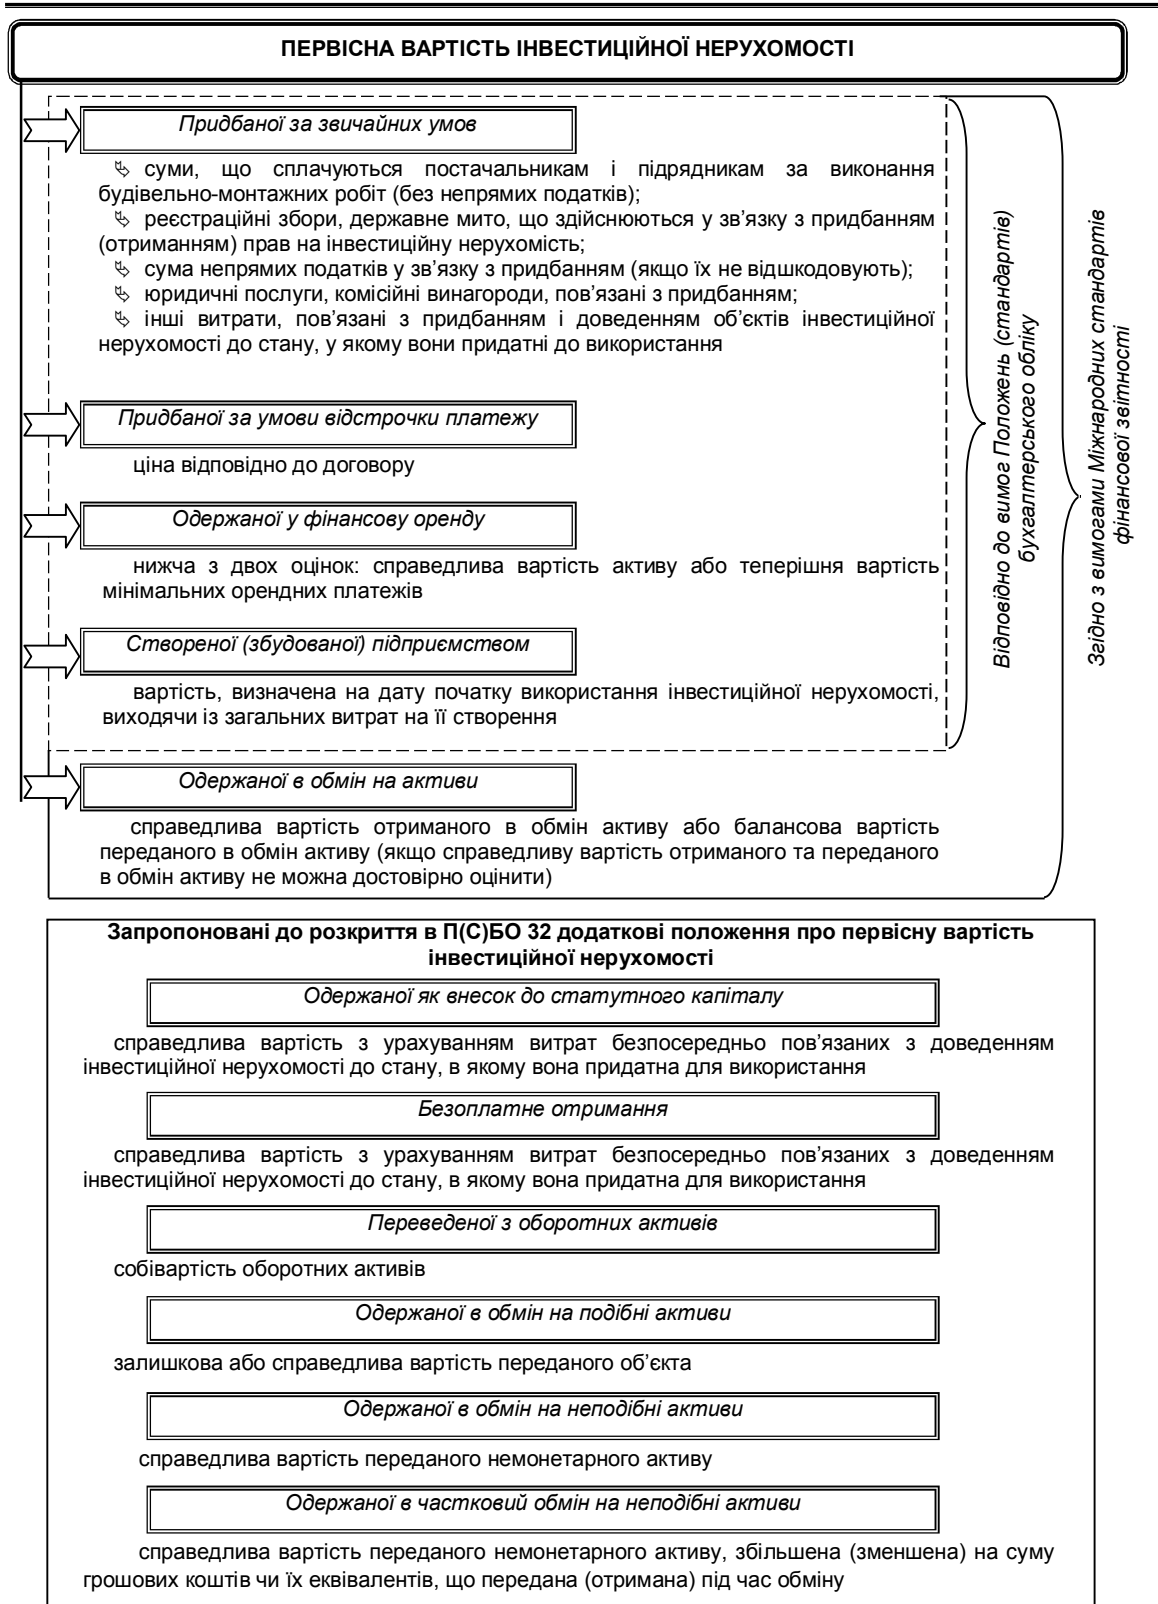 ПЕРВІСНА ВАРТІСТЬ ІНВЕСТИЦІЙНОЇ НЕРУХОМОСТІ
Придбаної за звичайних умов
суми, що сплачуються постачальникам і підрядникам за виконання
будівельно-монтажних робіт (без непрямих податків);
реєстраційні збори, державне мито, що здійснюються у зв’язку з придбанням
(отриманням) прав на інвестиційну нерухомість;
сума непрямих податків у зв’язку з придбанням (якщо їх не відшкодовують);
юридичні послуги, комісійні винагороди, пов’язані з придбанням;
інші витрати, пов’язані з придбанням і доведенням об’єктів інвестиційної
нерухомості до стану, у якому вони придатні до використання
Придбаної за умови відстрочки платежу
ціна відповідно до договору
Одержаної у фінансову оренду
нижча з двох оцінок: справедлива вартість активу або теперішня вартість
мінімальних орендних платежів
Створеної (збудованої) підприємством
вартість, визначена на дату початку використання інвестиційної нерухомості,
виходячи із загальних витрат на її створення
Одержаної в обмін на активи
справедлива вартість отриманого в обмін активу або балансова вартість
переданого в обмін активу (якщо справедливу вартість отриманого та переданого
в обмін активу не можна достовірно оцінити)
Відповідно до вимог Положень (стандартів)
бухгалтерського обліку
Згідно з вимогами Міжнародних стандартів
фінансової звітності
Запропоновані до розкриття в П(С)БО 32 додаткові положення про первісну вартість
інвестиційної нерухомості
Одержаної як внесок до статутного капіталу
справедлива вартість з урахуванням витрат безпосередньо пов’язаних з доведенням
інвестиційної нерухомості до стану, в якому вона придатна для використання
Безоплатне отримання
справедлива вартість з урахуванням витрат безпосередньо пов’язаних з доведенням
інвестиційної нерухомості до стану, в якому вона придатна для використання
Переведеної з оборотних активів
собівартість оборотних активів
Одержаної в обмін на подібні активи
залишкова або справедлива вартість переданого об’єкта
Одержаної в обмін на неподібні активи
справедлива вартість переданого немонетарного активу
Одержаної в частковий обмін на неподібні активи
справедлива вартість переданого немонетарного активу, збільшена (зменшена) на суму
грошових коштів чи їх еквівалентів, що передана (отримана) під час обміну